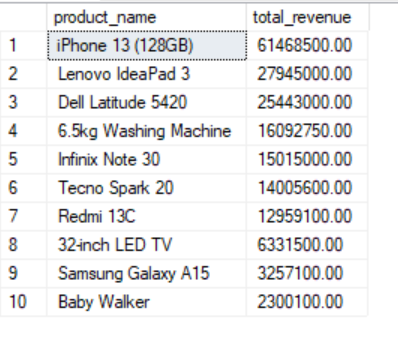 product_name total_revenue
1 iPhone 13 (128GB) 61468500.00
2 Lenovo IdeaPad 3 27945000.00
3 Dell Latitude 5420 25443000.00
4 6.5kg Washing Machine 16092750.00
5 Infinix Note 30 15015000.00
6 Tecno Spark 20 14005600.00
7 Redmi 13C 12959100.00
8 32-inch LED TV 6331500.00
9 Samsung Galaxy A15 3257100.00
10 Baby Walker 2300100.00